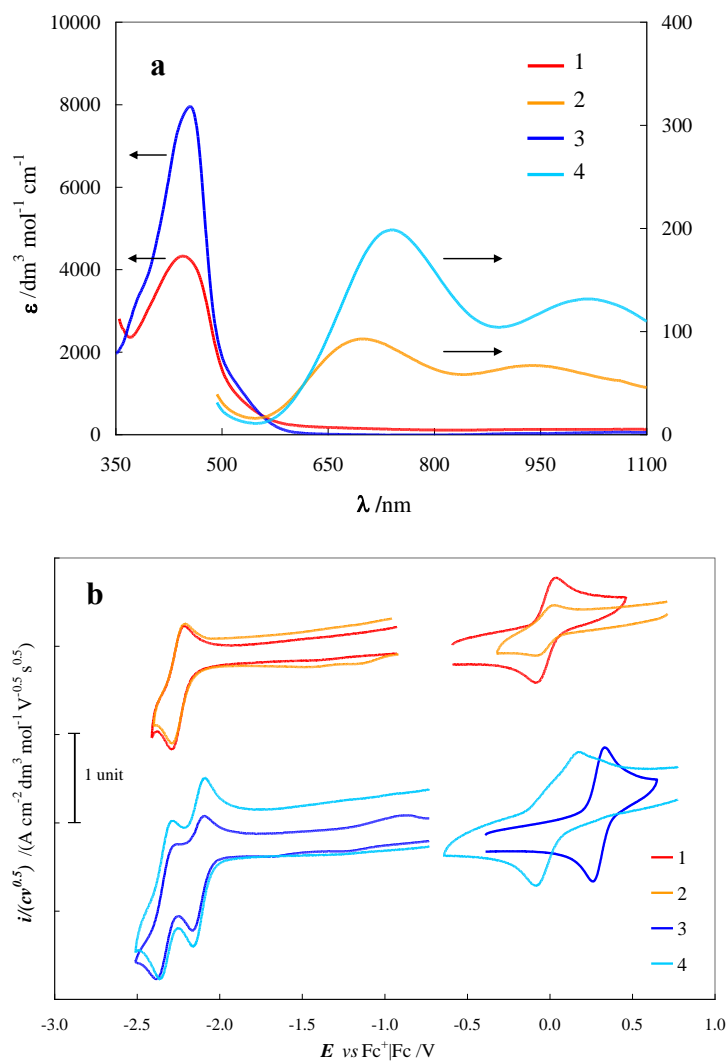 10000
8000
6000
4000
2000
0
400
300
200
100
0
a
1
2
3
4
ε /dm³ mol⁻¹ cm⁻¹
350 500 650 800 950 1100
λ /nm
b
1 unit
1
2
3
4
i/(cv^0.5) /(A cm⁻² dm³ mol⁻¹ V⁻⁰·⁵ s⁰·⁵)
-3.0 -2.5 -2.0 -1.5 -1.0 -0.5 0.0 0.5 1.0
E vs Fc⁺|Fc /V